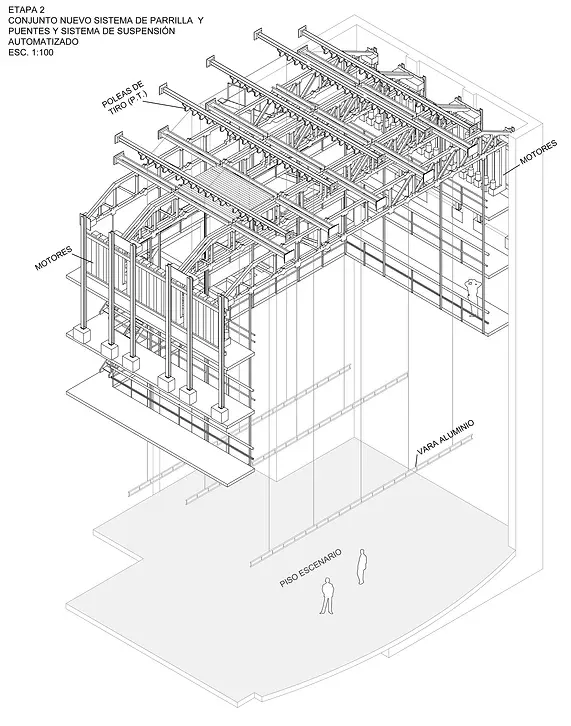 ETAPA 2
CONJUNTO NUEVO SISTEMA DE PARRILLA Y
PUENTES Y SISTEMA DE SUSPENSIÓN
AUTOMATIZADO
ESC. 1:100
POLEAS DE
TIRO (P.T.)
MOTORES
MOTORES
VARA ALUMINIO
PISO ESCENARIO